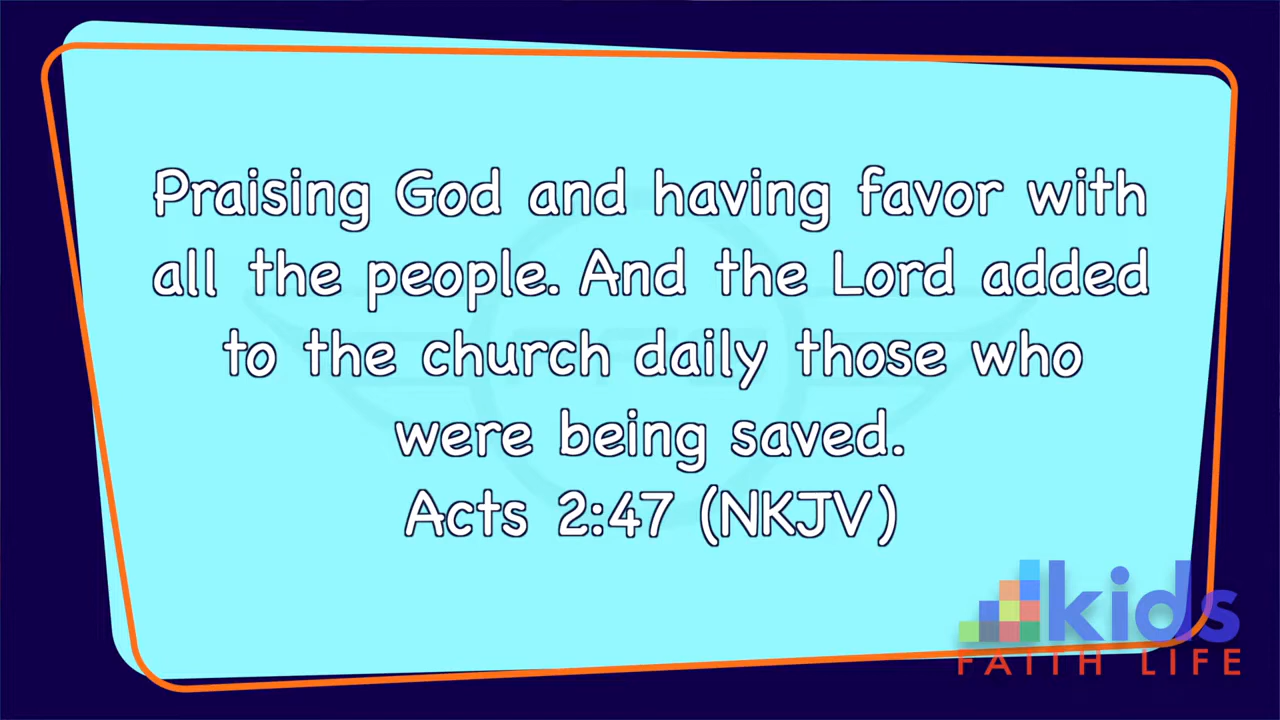 Praising God and having favor with
all the people. And the Lord added
to the church daily those who
were being saved.
Acts 2:47 (NKJV)
kids
FAITH LIFE